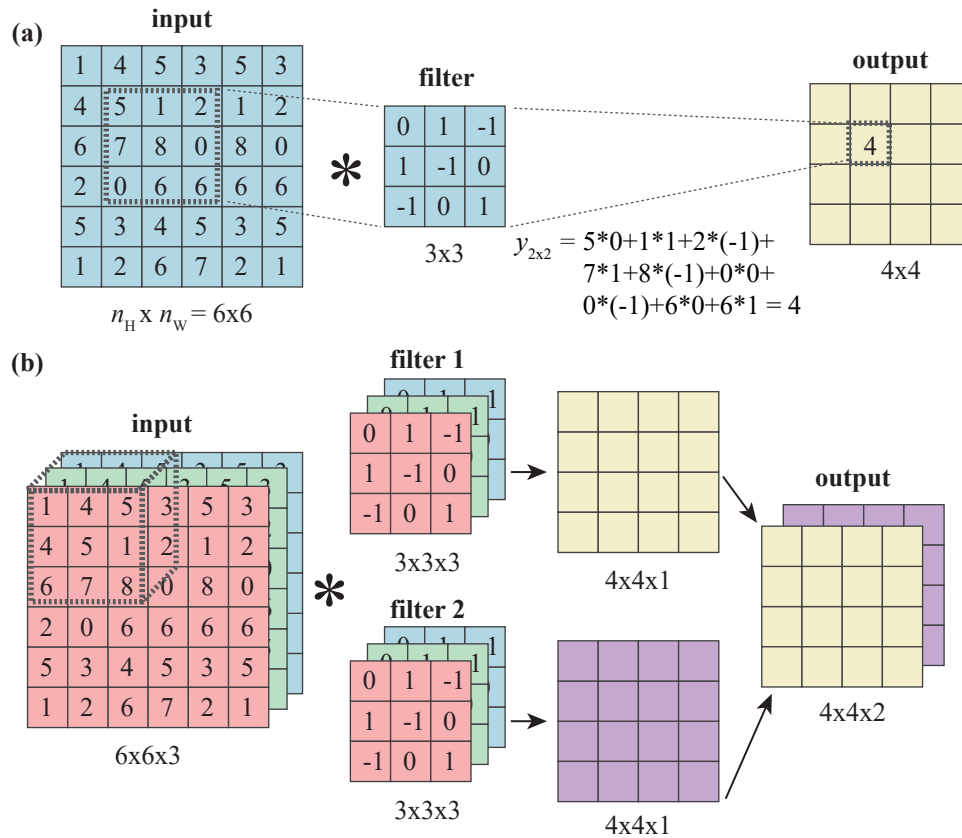 (a)
input
1 4 5 3 5 3
4 5 1 2 1 2
6 7 8 0 8 0
2 0 6 6 6 6
5 3 4 5 3 5
1 2 6 7 2 1
n_H x n_W = 6x6
*
filter
0 1 -1
1 -1 0
-1 0 1
3x3
y_2x2 = 5*0+1*1+2*(-1)+
7*1+8*(-1)+0*0+
0*(-1)+6*0+6*1 = 4
output
4
4x4
(b)
input
1 4 5 3 5 3
4 5 1 2 1 2
6 7 8 0 8 0
2 0 6 6 6 6
5 3 4 5 3 5
1 2 6 7 2 1
6x6x3
*
filter 1
0 1 -1
1 -1 0
-1 0 1
3x3x3
4x4x1
filter 2
0 1 -1
1 -1 0
-1 0 1
3x3x3
4x4x1
output
4x4x2